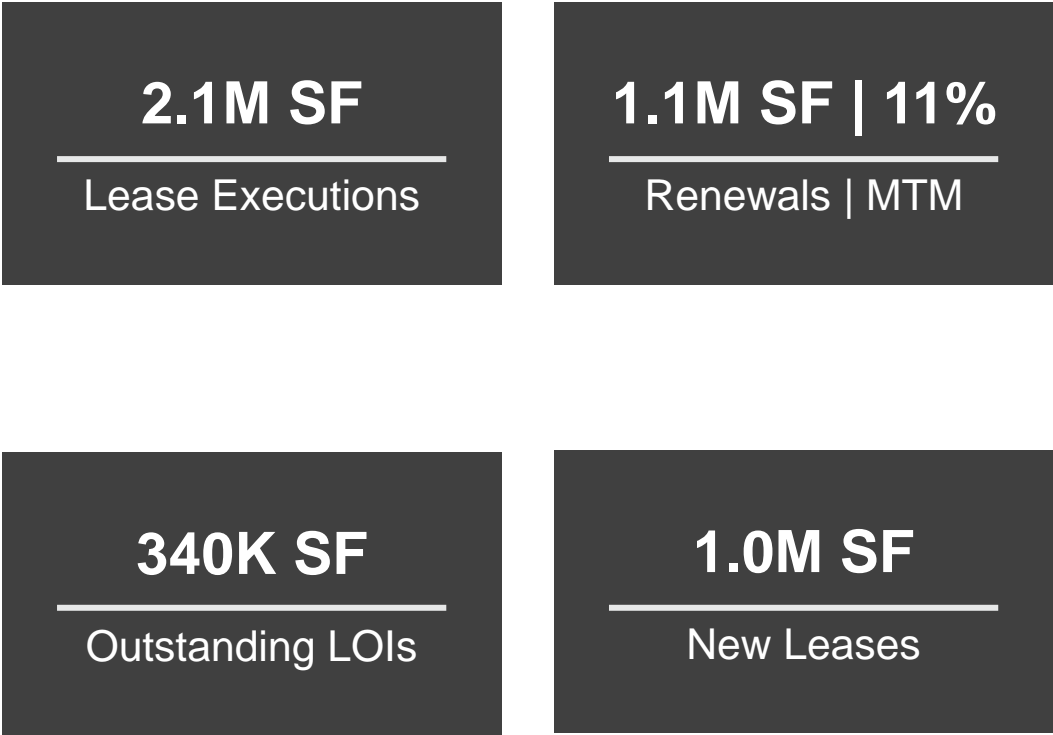 2.1M SF
Lease Executions
1.1M SF | 11%
Renewals | MTM
340K SF
Outstanding LOIs
1.0M SF
New Leases